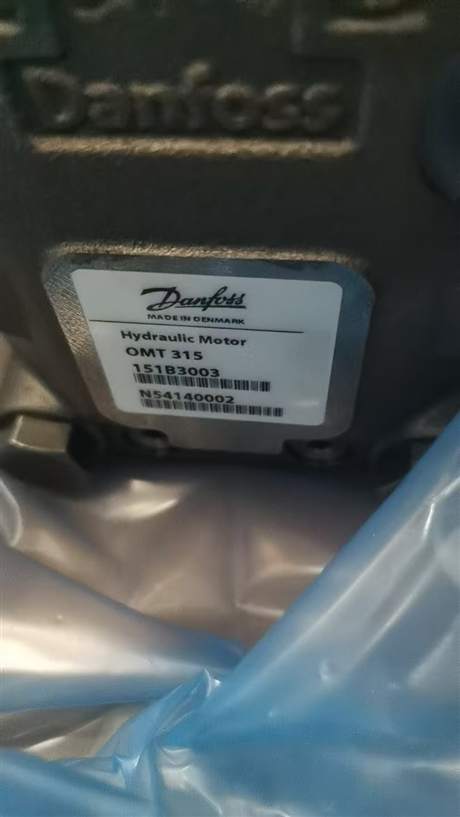 Danfoss
Danfoss
MADE IN DENMARK
Hydraulic Motor
OMT 315
151B3003
N54140002